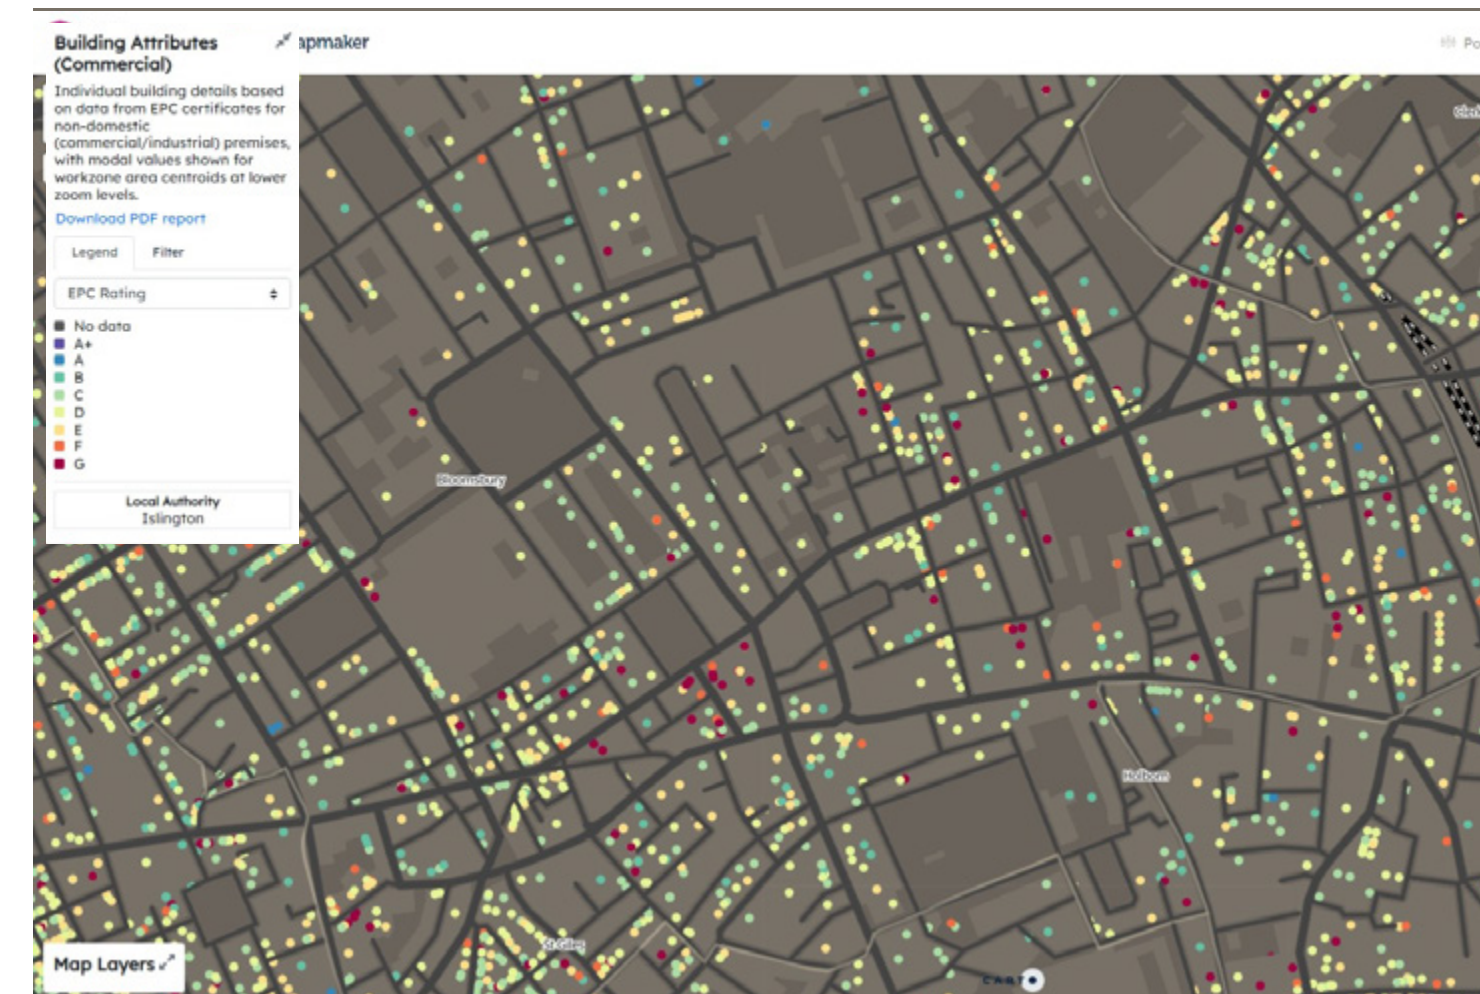 Building Attributes
(Commercial)
apmaker
Po
Individual building details based
on data from EPC certificates for
non-domestic
(commercial/industrial) premises,
with modal values shown for
workzone area centroids at lower
zoom levels.
Download PDF report
Legend Filter
EPC Rating
No data
A+
A
B
C
D
E
F
G
Local Authority
Islington
Bloomsbury
Holborn
St Giles
Map Layers
CARTO